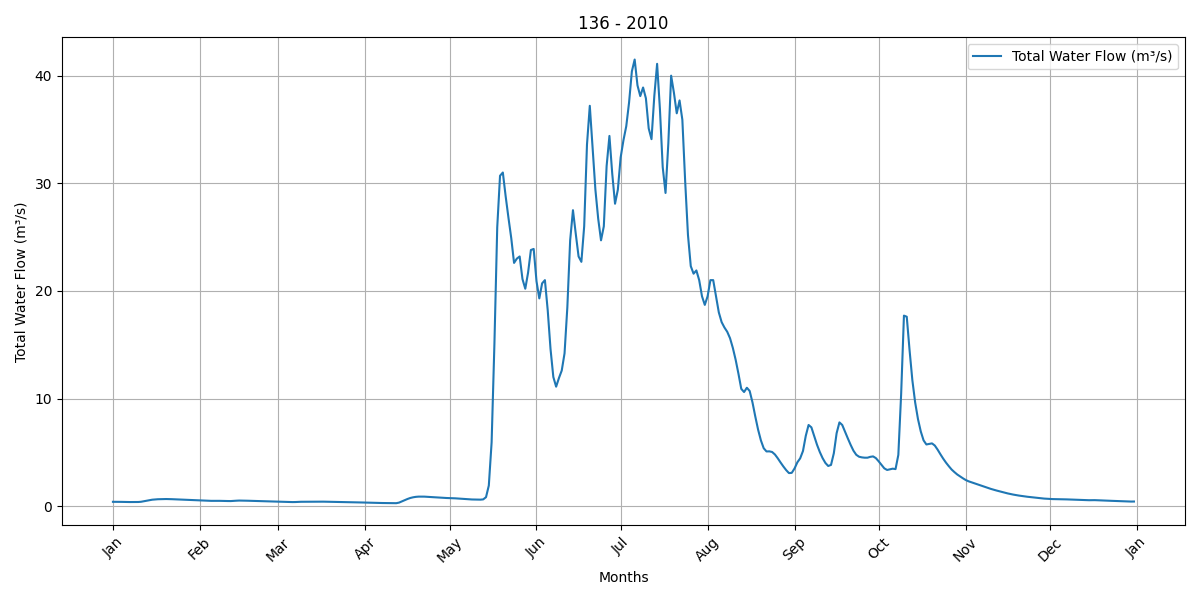 136 - 2010
Total Water Flow (m³/s)
Total Water Flow (m³/s)
40
30
20
10
0
Jan
Feb
Mar
Apr
May
Jun
Jul
Aug
Sep
Oct
Nov
Dec
Jan
Months